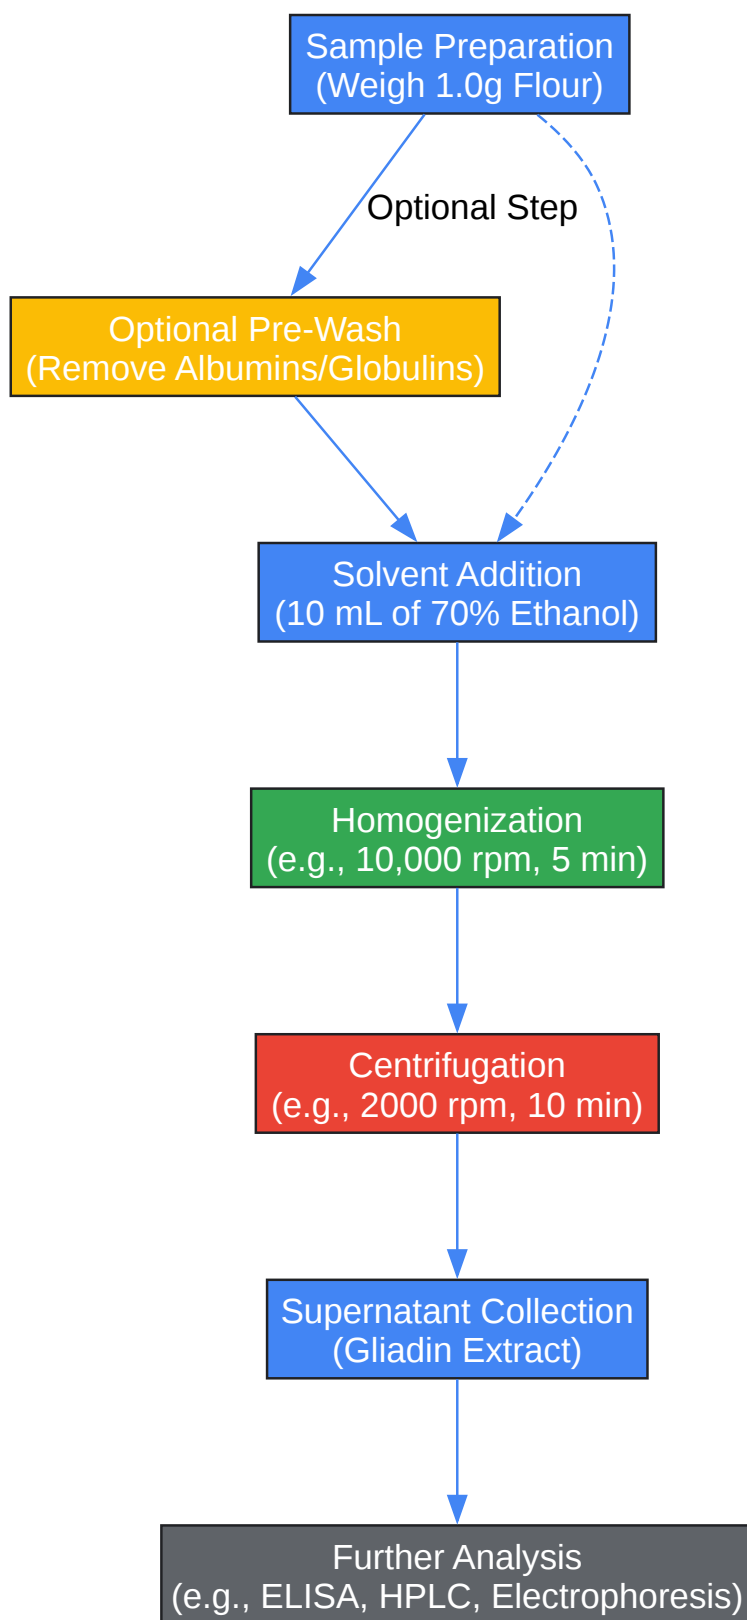 Sample Preparation
(Weigh 1.0g Flour)
Optional Step
Optional Pre-Wash
(Remove Albumins/Globulins)
Solvent Addition
(10 mL of 70% Ethanol)
Homogenization
(e.g., 10,000 rpm, 5 min)
Centrifugation
(e.g., 2000 rpm, 10 min)
Supernatant Collection
(Gliadin Extract)
Further Analysis
(e.g., ELISA, HPLC, Electrophoresis)